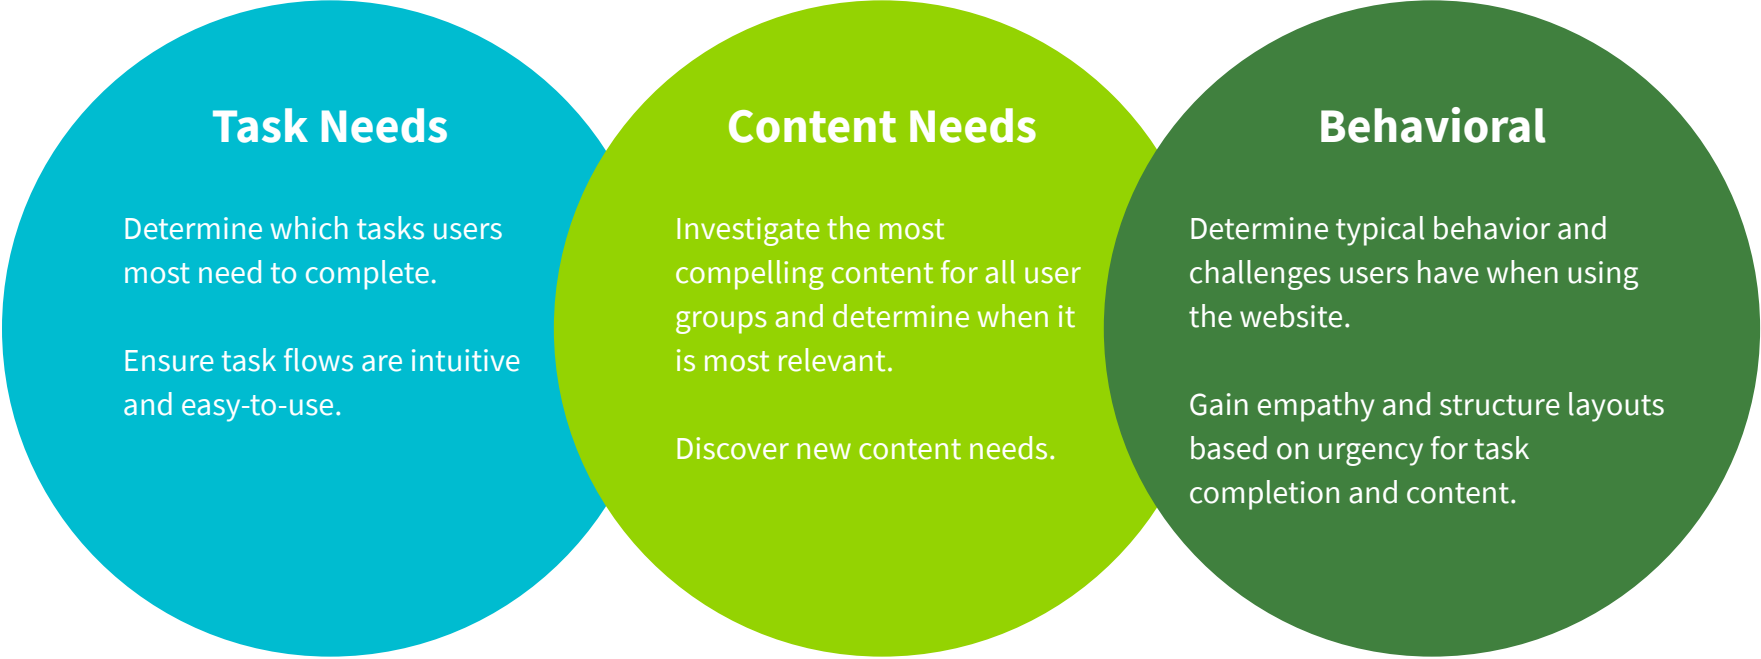 Task Needs
Determine which tasks users
most need to complete.
Ensure task flows are intuitive
and easy-to-use.
Content Needs
Investigate the most
compelling content for all user
groups and determine when it
is most relevant.
Discover new content needs.
Behavioral
Determine typical behavior and
challenges users have when using
the website.
Gain empathy and structure layouts
based on urgency for task
completion and content.